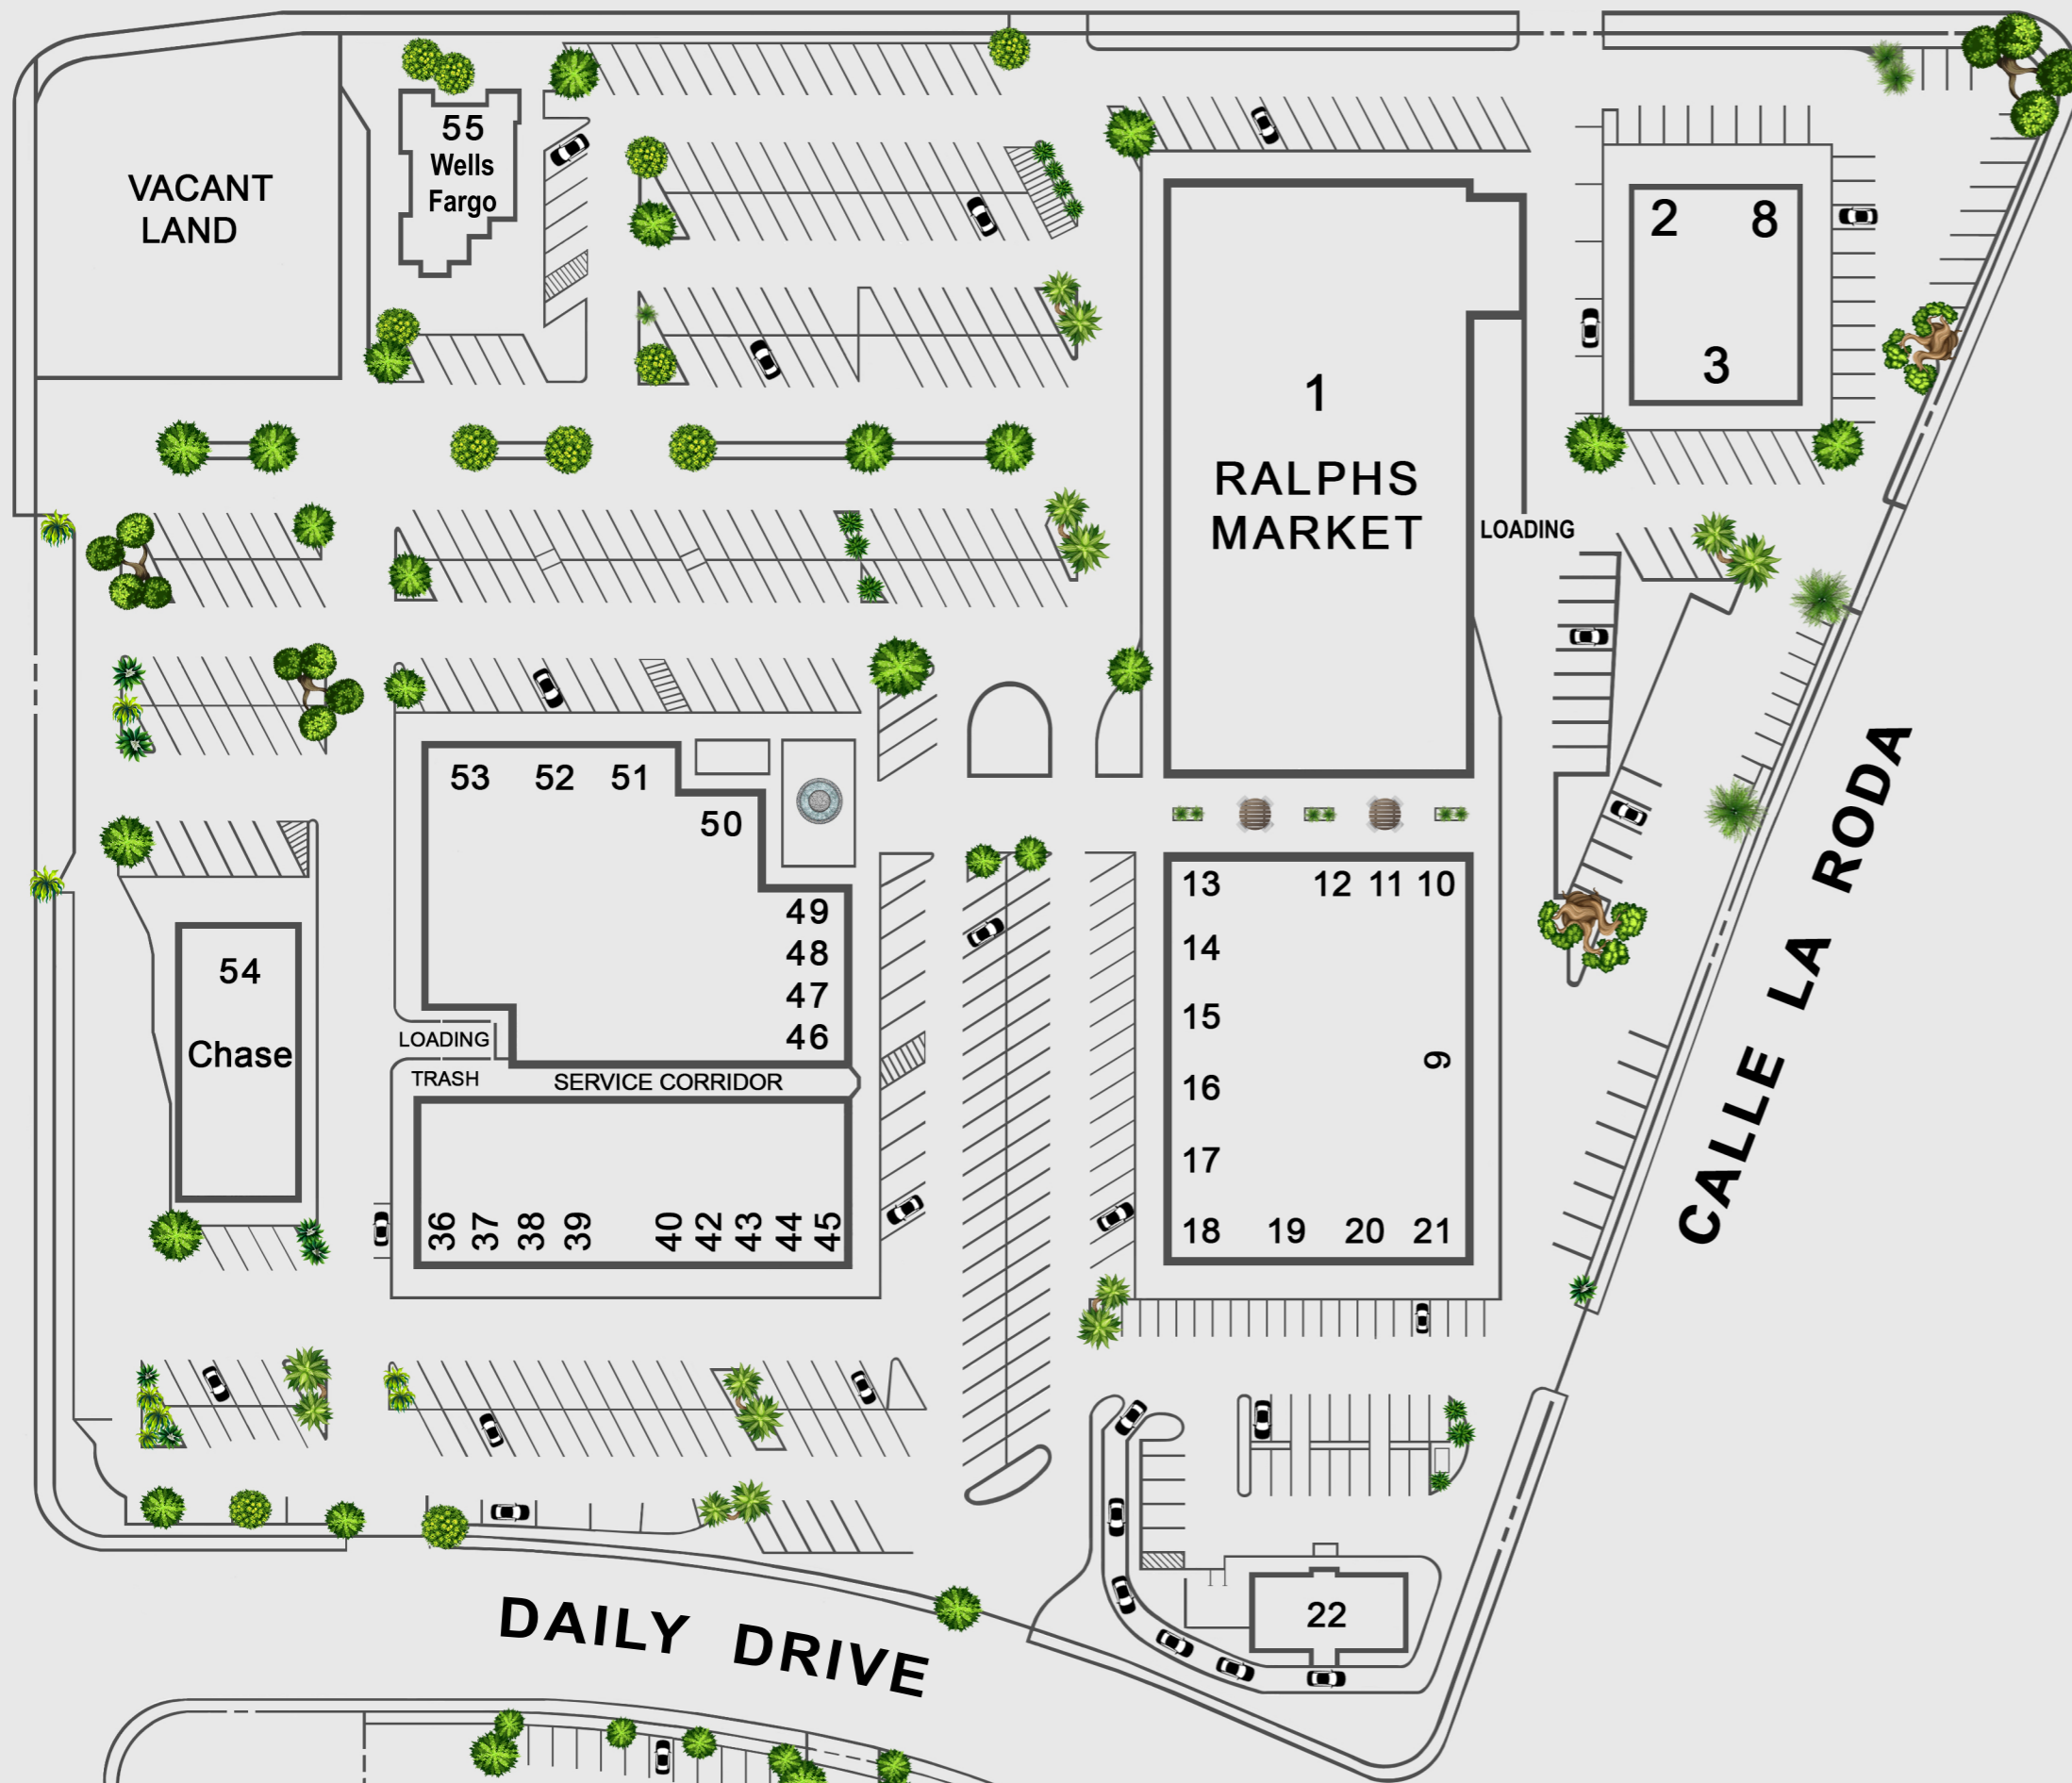 55
Wells
Fargo
VACANT
LAND
2 8
3
1
RALPHS
MARKET
LOADING
53 52 51
50
49
48
47
46
LOADING
TRASH
SERVICE CORRIDOR
54
Chase
36 37 38 39 40 42 43 44 45
13 12 11 10
14
15
16
9
17
18 19 20 21
22
CALLE LA RODA
DAILY DRIVE